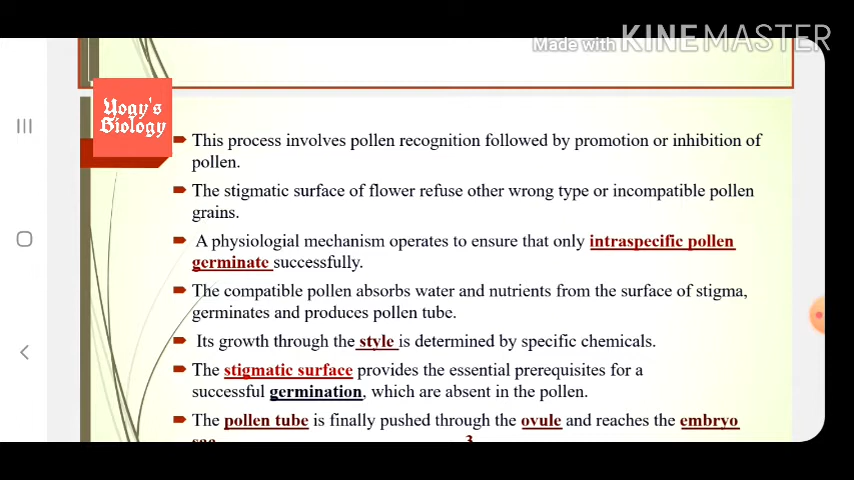 Made with KINEMASTER
Yogy's
Biology
This process involves pollen recognition followed by promotion or inhibition of
pollen.
The stigmatic surface of flower refuse other wrong type or incompatible pollen
grains.
A physiologial mechanism operates to ensure that only intraspecific pollen
germinate successfully.
The compatible pollen absorbs water and nutrients from the surface of stigma,
germinates and produces pollen tube.
Its growth through the style is determined by specific chemicals.
The stigmatic surface provides the essential prerequisites for a
successful germination, which are absent in the pollen.
The pollen tube is finally pushed through the ovule and reaches the embryo
sac
3